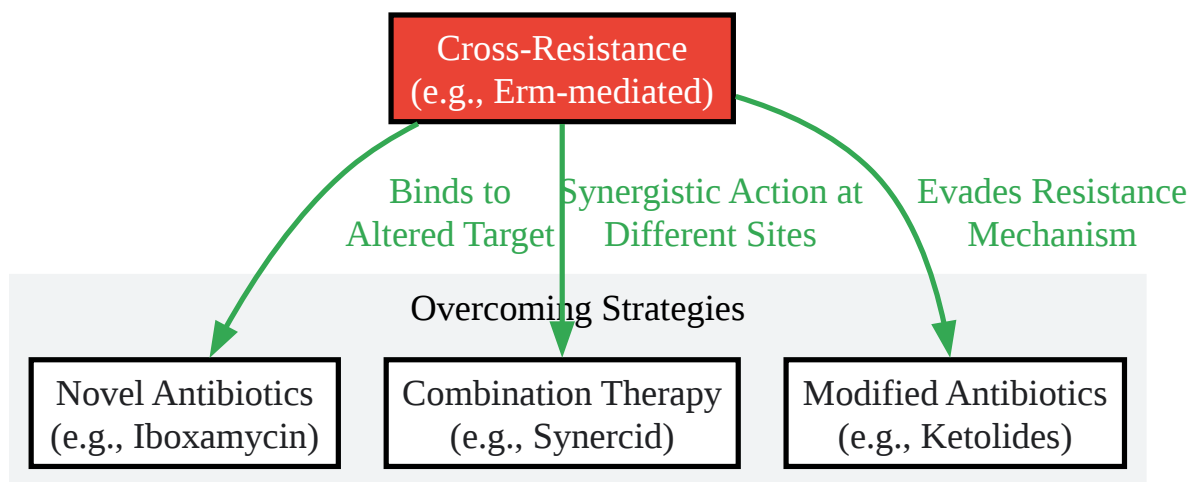 Cross-Resistance
(e.g., Erm-mediated)
Binds to
Altered Target
Synergistic Action at
Different Sites
Evades Resistance
Mechanism
Overcoming Strategies
Novel Antibiotics
(e.g., Iboxamycin)
Combination Therapy
(e.g., Synercid)
Modified Antibiotics
(e.g., Ketolides)